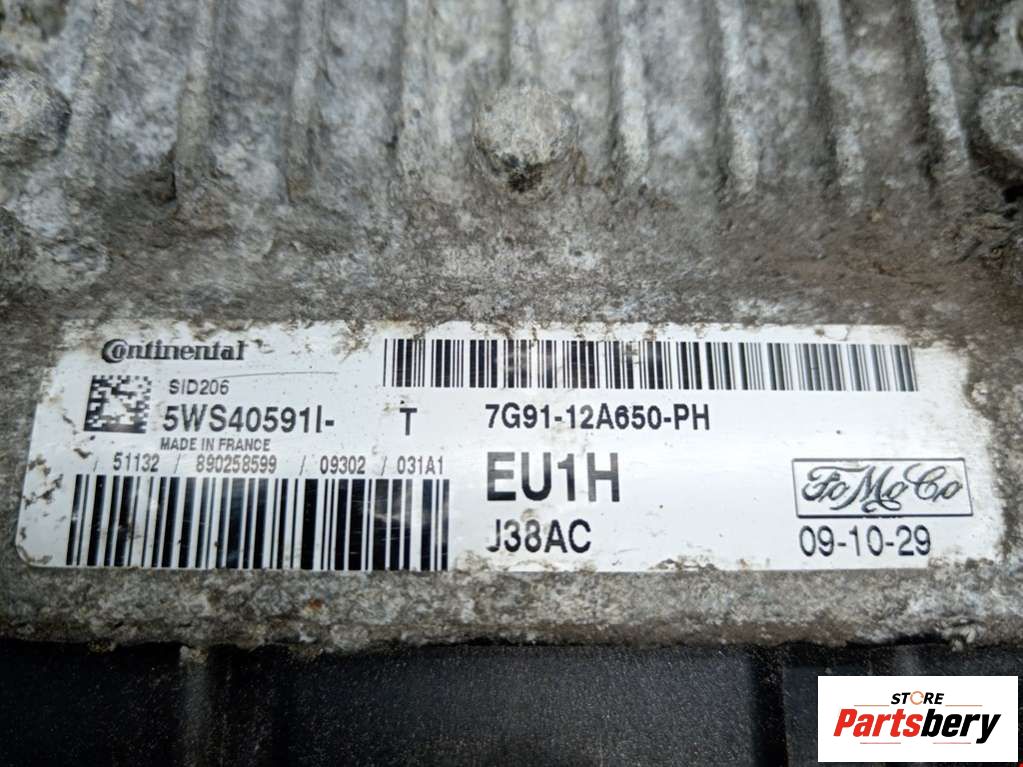 Continental
SID206
5WS40591I- T
MADE IN FRANCE
/ 51132 / 890258599 / 09302 / 031A1
7G91-12A650-PH
EU1H
J38AC
FoMoCo
09-10-29
STORE
Partsbery